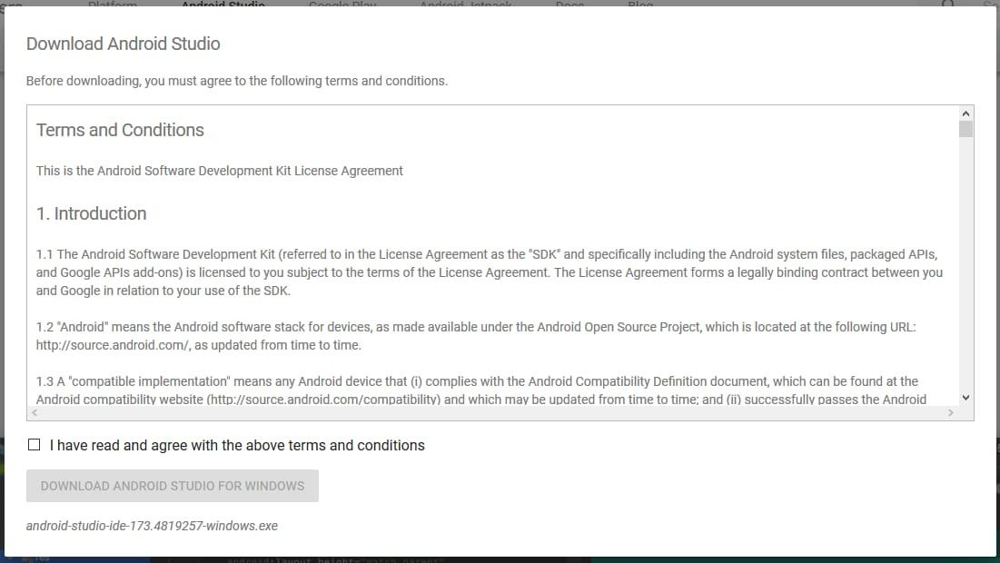 Platform Android Studio Google Play Android Jetpack Docs Blog
Download Android Studio
Before downloading, you must agree to the following terms and conditions.
Terms and Conditions
This is the Android Software Development Kit License Agreement
1. Introduction
1.1 The Android Software Development Kit (referred to in the License Agreement as the "SDK" and specifically including the Android system files, packaged APIs,
and Google APIs add-ons) is licensed to you subject to the terms of the License Agreement. The License Agreement forms a legally binding contract between you
and Google in relation to your use of the SDK.
1.2 "Android" means the Android software stack for devices, as made available under the Android Open Source Project, which is located at the following URL:
http://source.android.com/, as updated from time to time.
1.3 A "compatible implementation" means any Android device that (i) complies with the Android Compatibility Definition document, which can be found at the
Android compatibility website (http://source.android.com/compatibility) and which may be updated from time to time; and (ii) successfully passes the Android
I have read and agree with the above terms and conditions
DOWNLOAD ANDROID STUDIO FOR WINDOWS
android-studio-ide-173.4819257-windows.exe